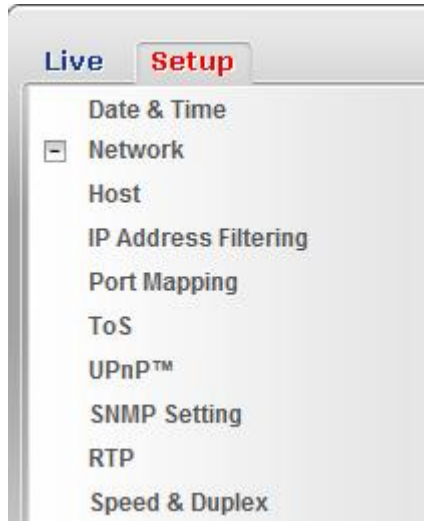 Live Setup
Date & Time
Network
Host
IP Address Filtering
Port Mapping
ToS
UPnP™
SNMP Setting
RTP
Speed & Duplex